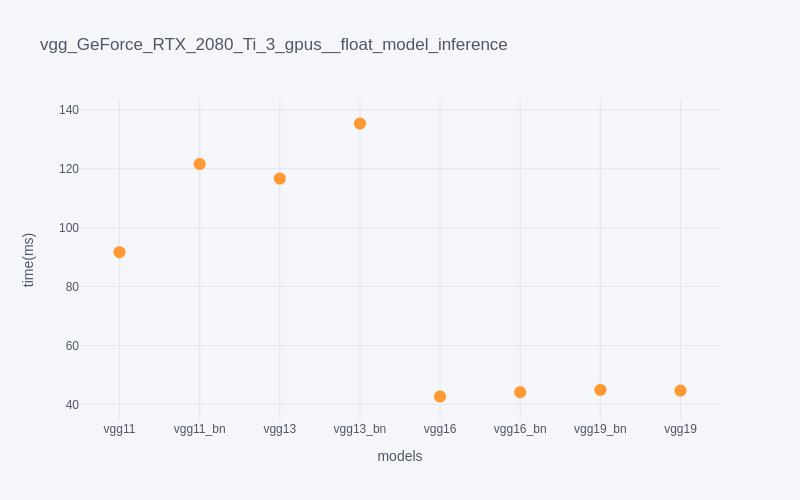 vgg_GeForce_RTX_2080_Ti_3_gpus__float_model_inference
140
120
100
80
60
40
time(ms)
vgg11 vgg11_bn vgg13 vgg13_bn vgg16 vgg16_bn vgg19_bn vgg19
models